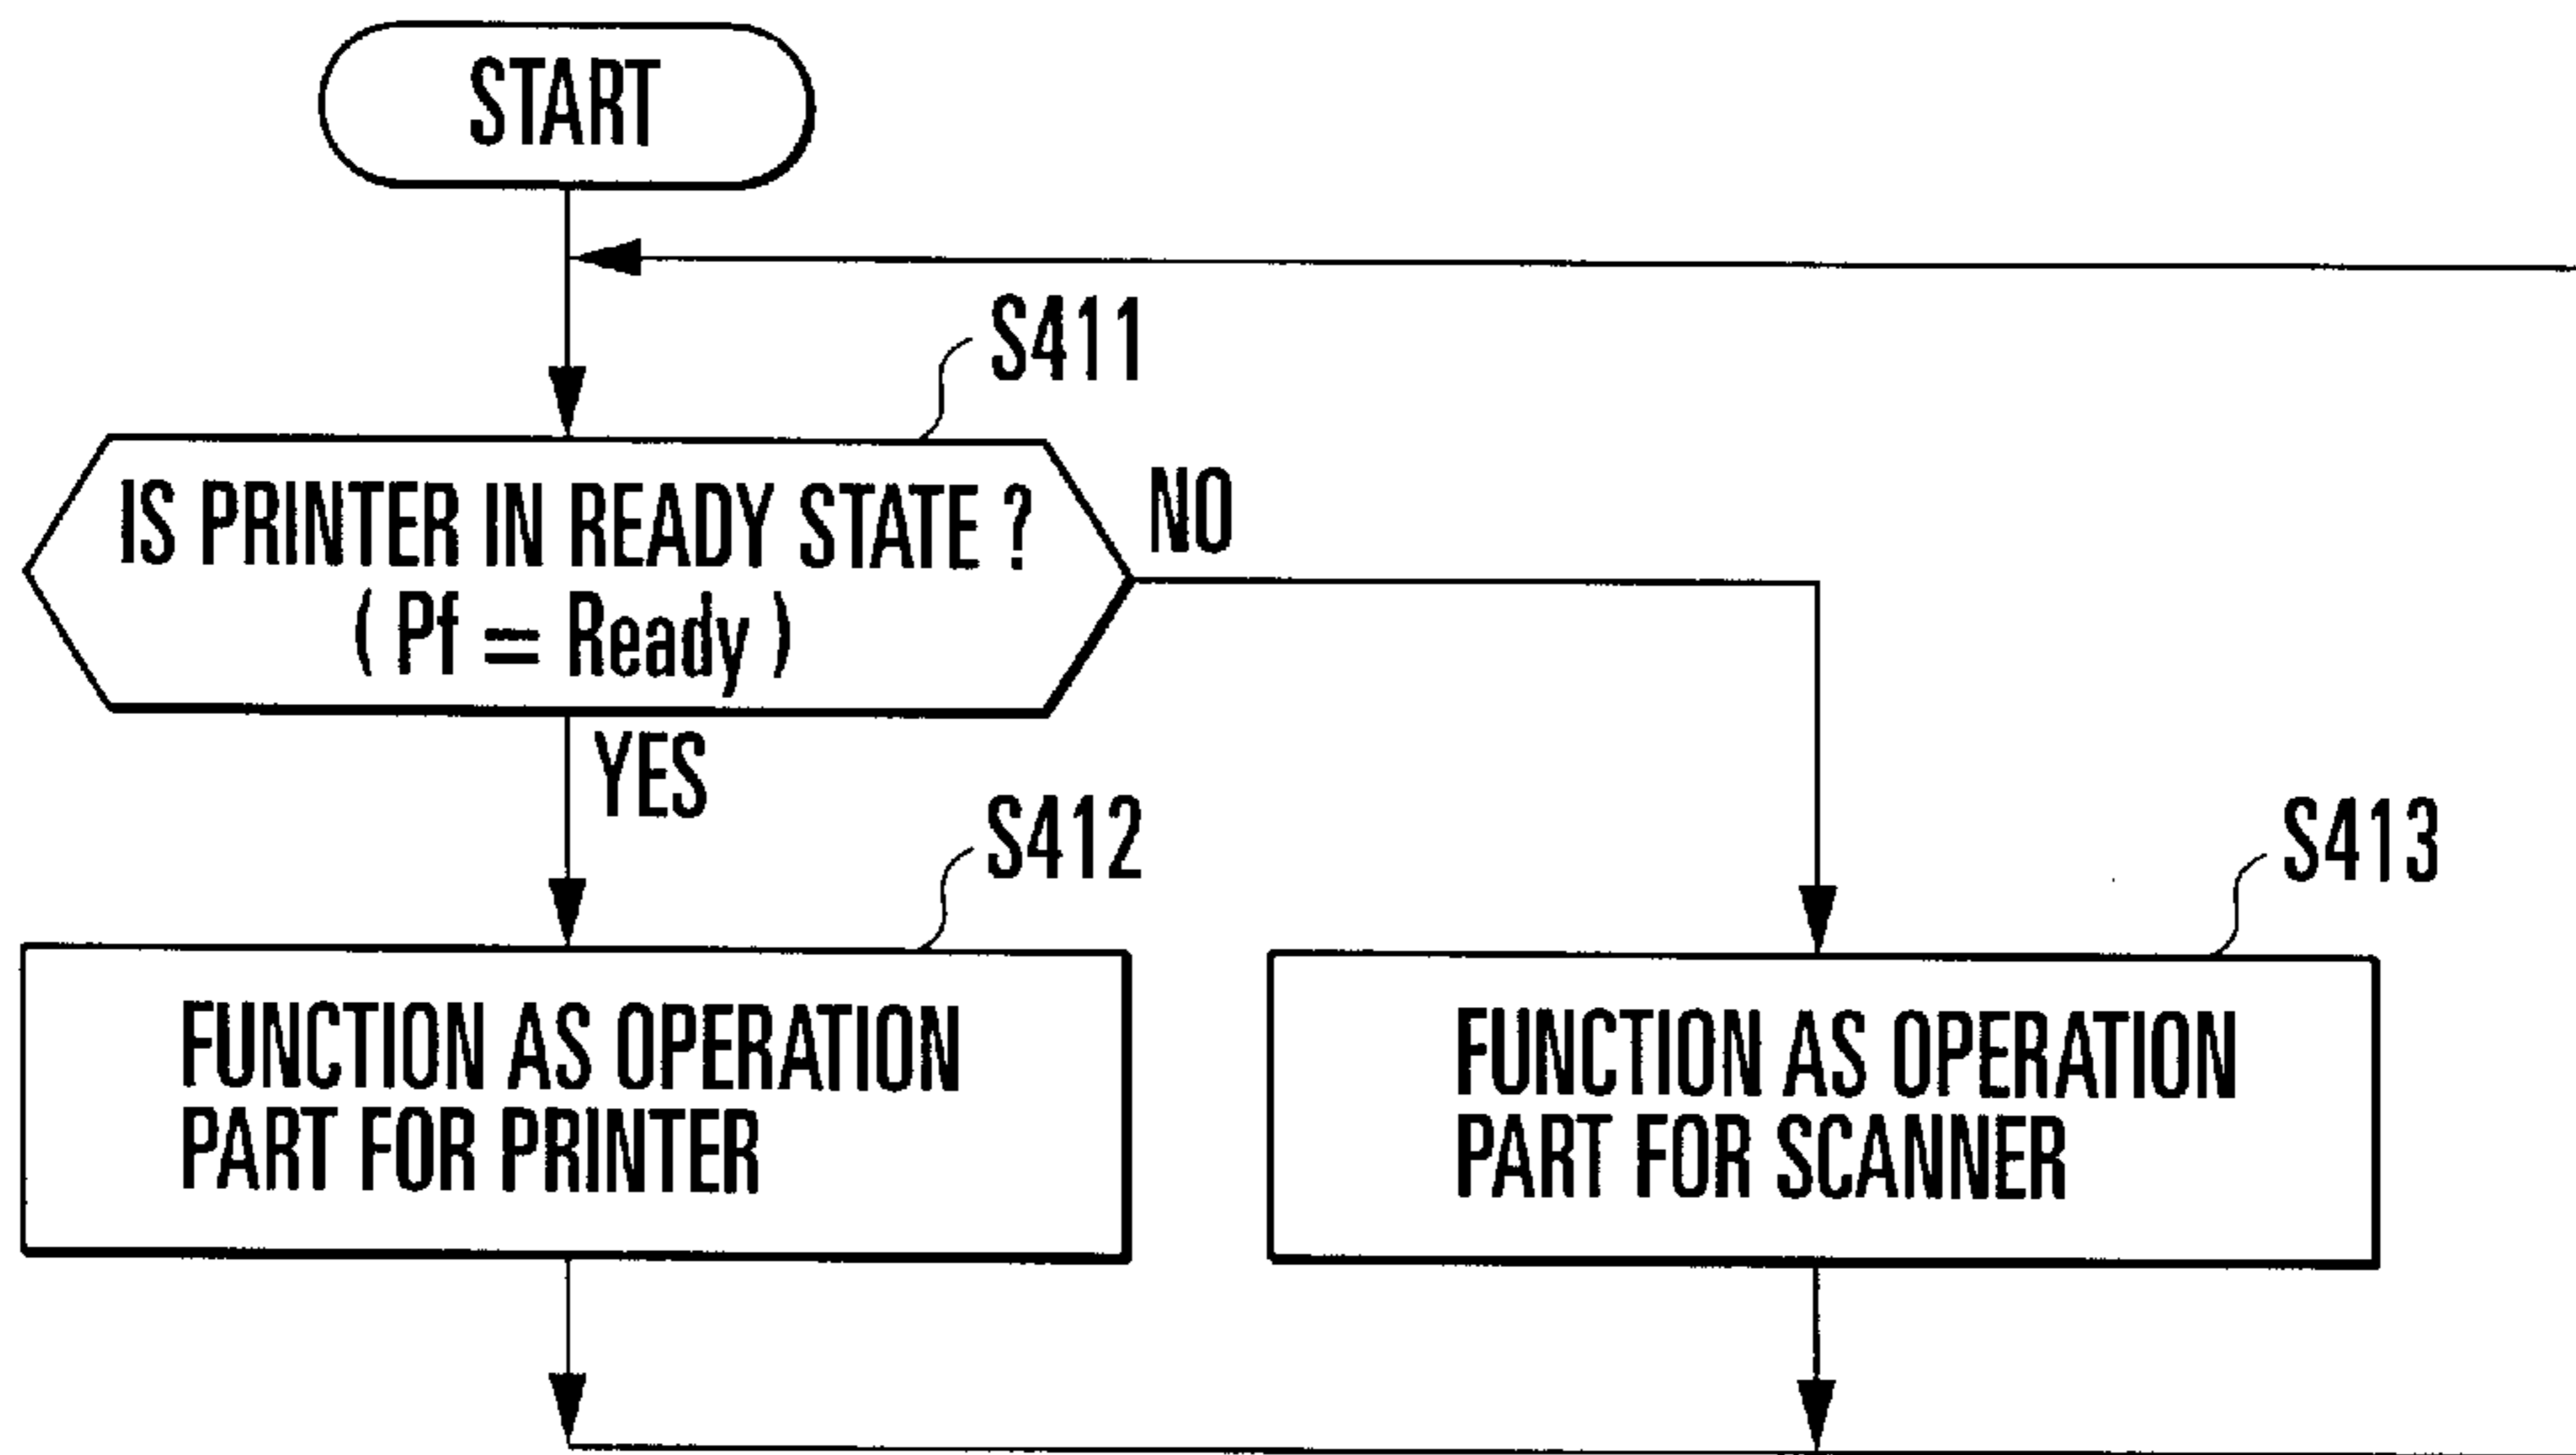 START
S411
IS PRINTER IN READY STATE ?
( Pf = Ready )
NO
YES
S412
S413
FUNCTION AS OPERATION
PART FOR PRINTER
FUNCTION AS OPERATION
PART FOR SCANNER